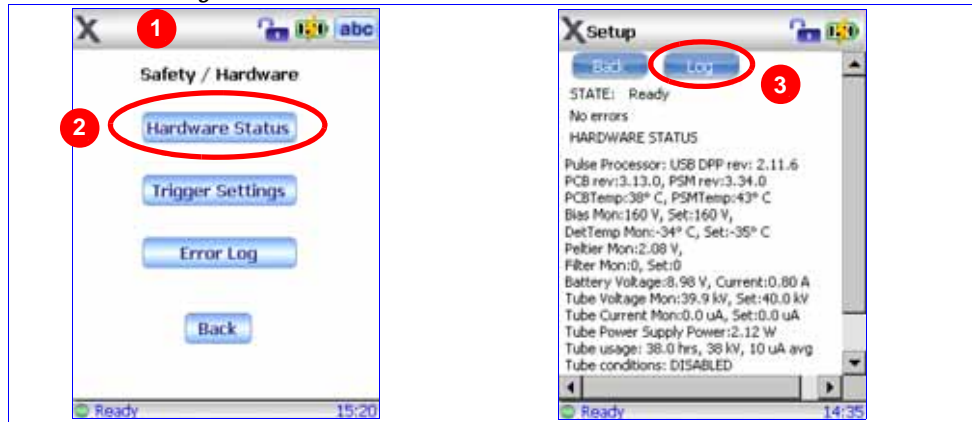 X 1 abc
Safety / Hardware
2 Hardware Status
Trigger Settings
Error Log
Back
Ready 15:20
X Setup
Back Log 3
STATE: Ready
No errors
HARDWARE STATUS
Pulse Processor: USB DPP rev: 2.11.6
PCB rev:3.13.0, PSM rev:3.34.0
PCBTemp:38° C, PSMTemp:43° C
Bias Mon:160 V, Set:160 V,
DetTemp Mon:-34° C, Set:-35° C
Peltier Mon:2.08 V,
Filter Mon:0, Set:0
Battery Voltage:8.98 V, Current:0.80 A
Tube Voltage Mon:39.9 kV, Set:40.0 kV
Tube Current Mon:0.0 uA, Set:0.0 uA
Tube Power Supply Power:2.12 W
Tube usage: 38.0 hrs, 38 kV, 10 uA avg
Tube conditions: DISABLED
Ready 14:35